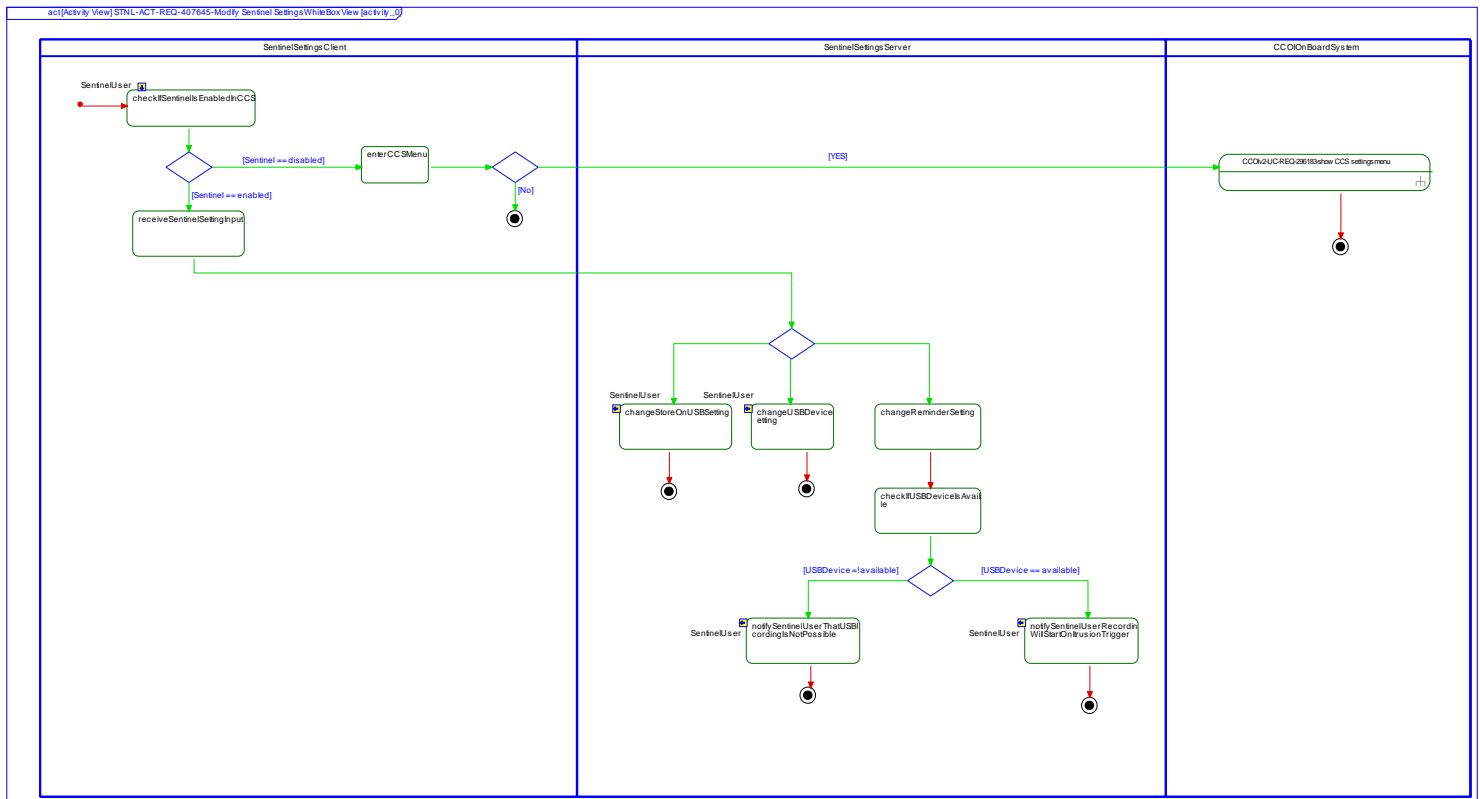 act [Activity View] STNL-ACT-REQ-407645-Modify Sentinel Settings WhiteBox View [activity_0]
SentinelSettingsClient
SentinelSettingsServer
CCOIOnBoardSystem
SentinelUser
checkIfSentinelIsEnabledInCCS
[Sentinel == disabled]
enterCCSMenu
[YES]
CCOIv2-UC-REQ-296183-show CCS settings menu
[No]
[Sentinel == enabled]
receiveSentinelSettingInput
SentinelUser
changeStoreOnUSBSetting
SentinelUser
changeUSBDevice
etting
changeReminderSetting
checkIfUSBDeviceIsAvail
le
[USBDevice =!available]
[USBDevice == available]
SentinelUser
notifySentinelUserThatUSBI
cordingIsNotPossible
SentinelUser
notifySentinelUserRecordin
WillStartOnItrusionTrigger